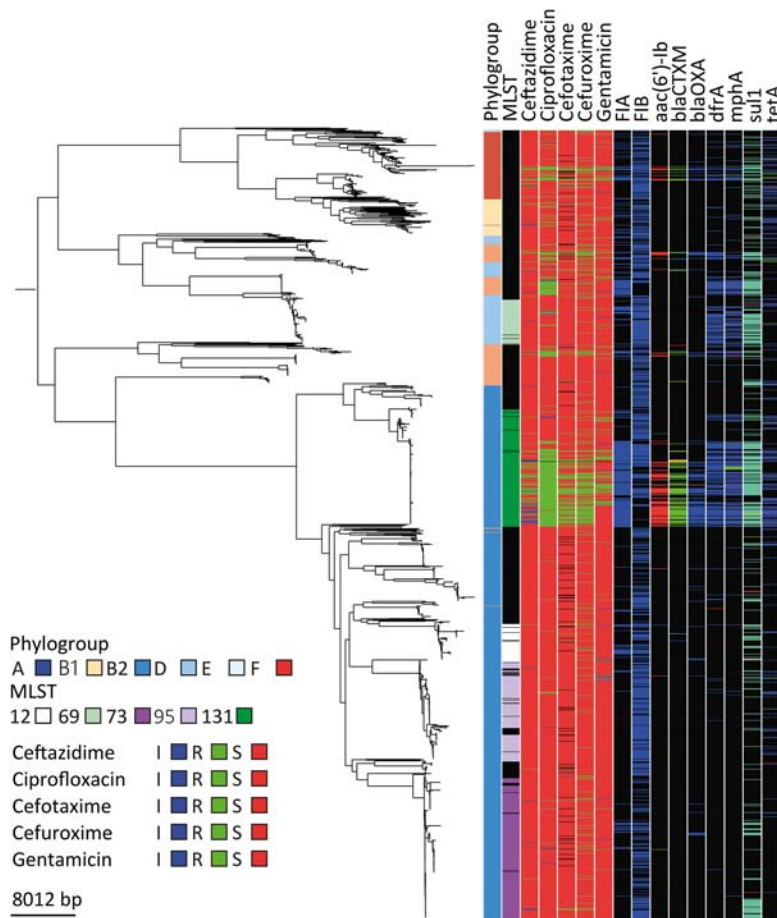 Phylogroup
MLST
Ceftazidime
Ciprofloxacin
Cefotaxime
Cefuroxime
Gentamicin
FIA
FIB
aac(6')-Ib
blaCTXM
blaOXA
dfrA
mphA
sul1
tetA
Phylogroup
A B1 B2 D E F
MLST
12 69 73 95 131
Ceftazidime I R S
Ciprofloxacin I R S
Cefotaxime I R S
Cefuroxime I R S
Gentamicin I R S
8012 bp